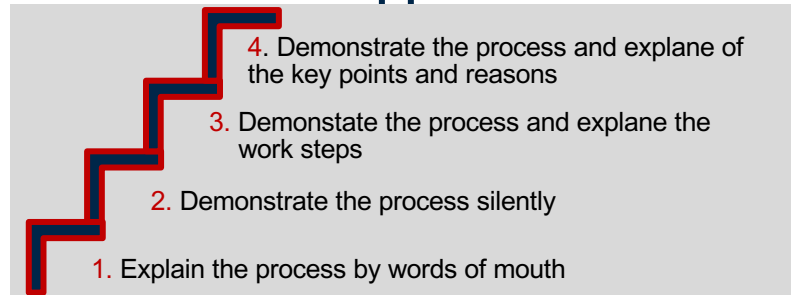 4. Demonstrate the process and explane of
the key points and reasons
3. Demonstate the process and explane the
work steps
2. Demonstrate the process silently
1. Explain the process by words of mouth